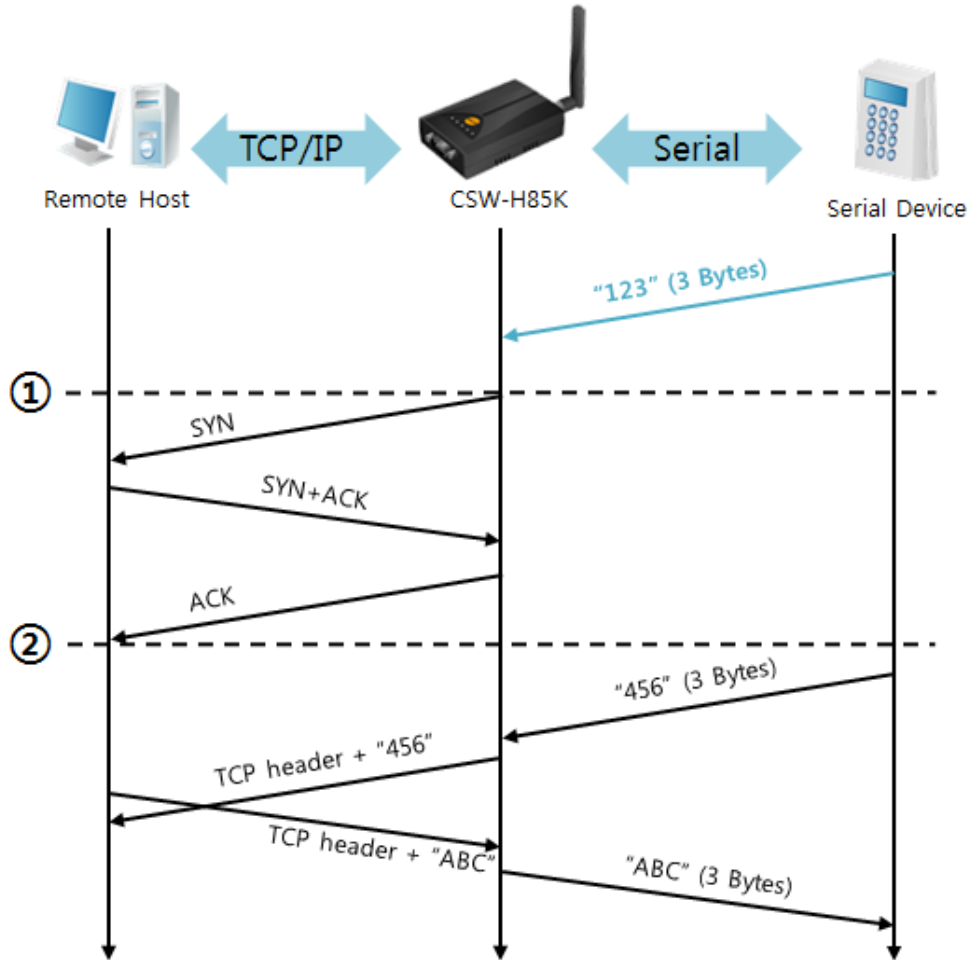 TCP/IP
Serial
Remote Host
CSW-H85K
Serial Device
“123” (3 Bytes)
①
SYN
SYN+ACK
ACK
②
“456” (3 Bytes)
TCP header + “456”
TCP header + “ABC”
“ABC” (3 Bytes)